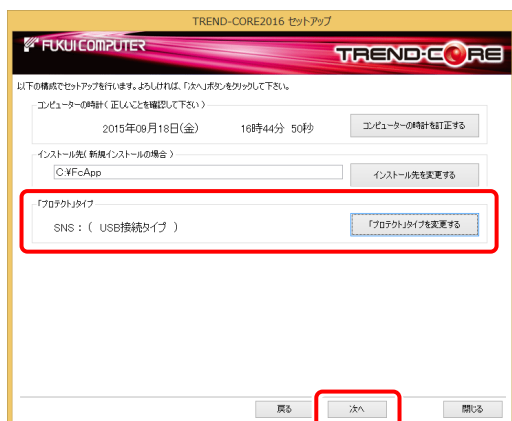 TREND-CORE2016 セットアップ
FUKUI COMPUTER
TREND-CORE
以下の構成でセットアップを行います。よろしければ、「次へ」ボタンをクリックして下さい。
コンピューターの時計( 正しいことを確認して下さい )
2015年09月18日(金) 16時44分 50秒 コンピューターの時計を訂正する
インストール先( 新規インストールの場合 )
C:¥FcApp インストール先を変更する
「プロテクト」タイプ
SNS：( USB接続タイプ ) 「プロテクト」タイプを変更する
戻る 次へ 閉じる